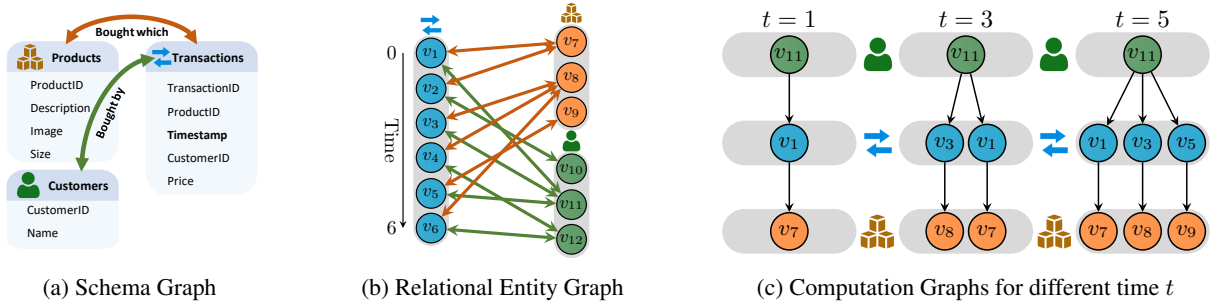 Bought which
Products
ProductID
Description
Image
Size
Bought by
Transactions
TransactionID
ProductID
Timestamp
CustomerID
Price
Customers
CustomerID
Name
(a) Schema Graph
0
Time
6
v1
v2
v3
v4
v5
v6
v7
v8
v9
v10
v11
v12
(b) Relational Entity Graph
t = 1
t = 3
t = 5
v11
v11
v11
v1
v3 v1
v1 v3 v5
v7
v8 v7
v7 v8 v9
(c) Computation Graphs for different time t